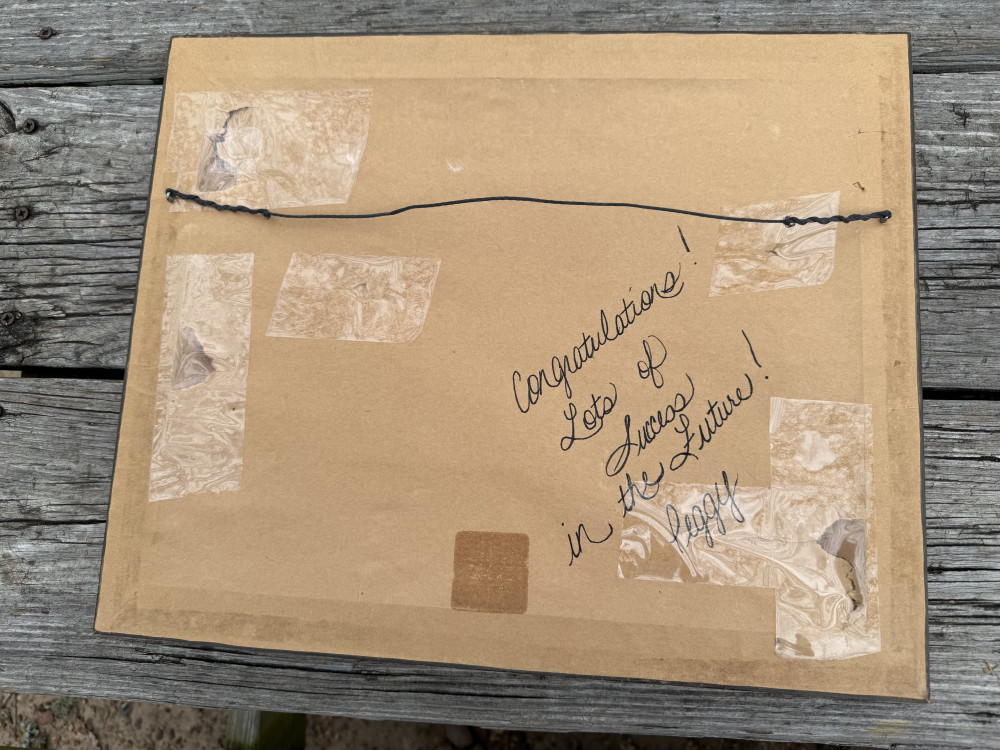 Congratulations!
Lots of
Success
in the Future!
Peggy